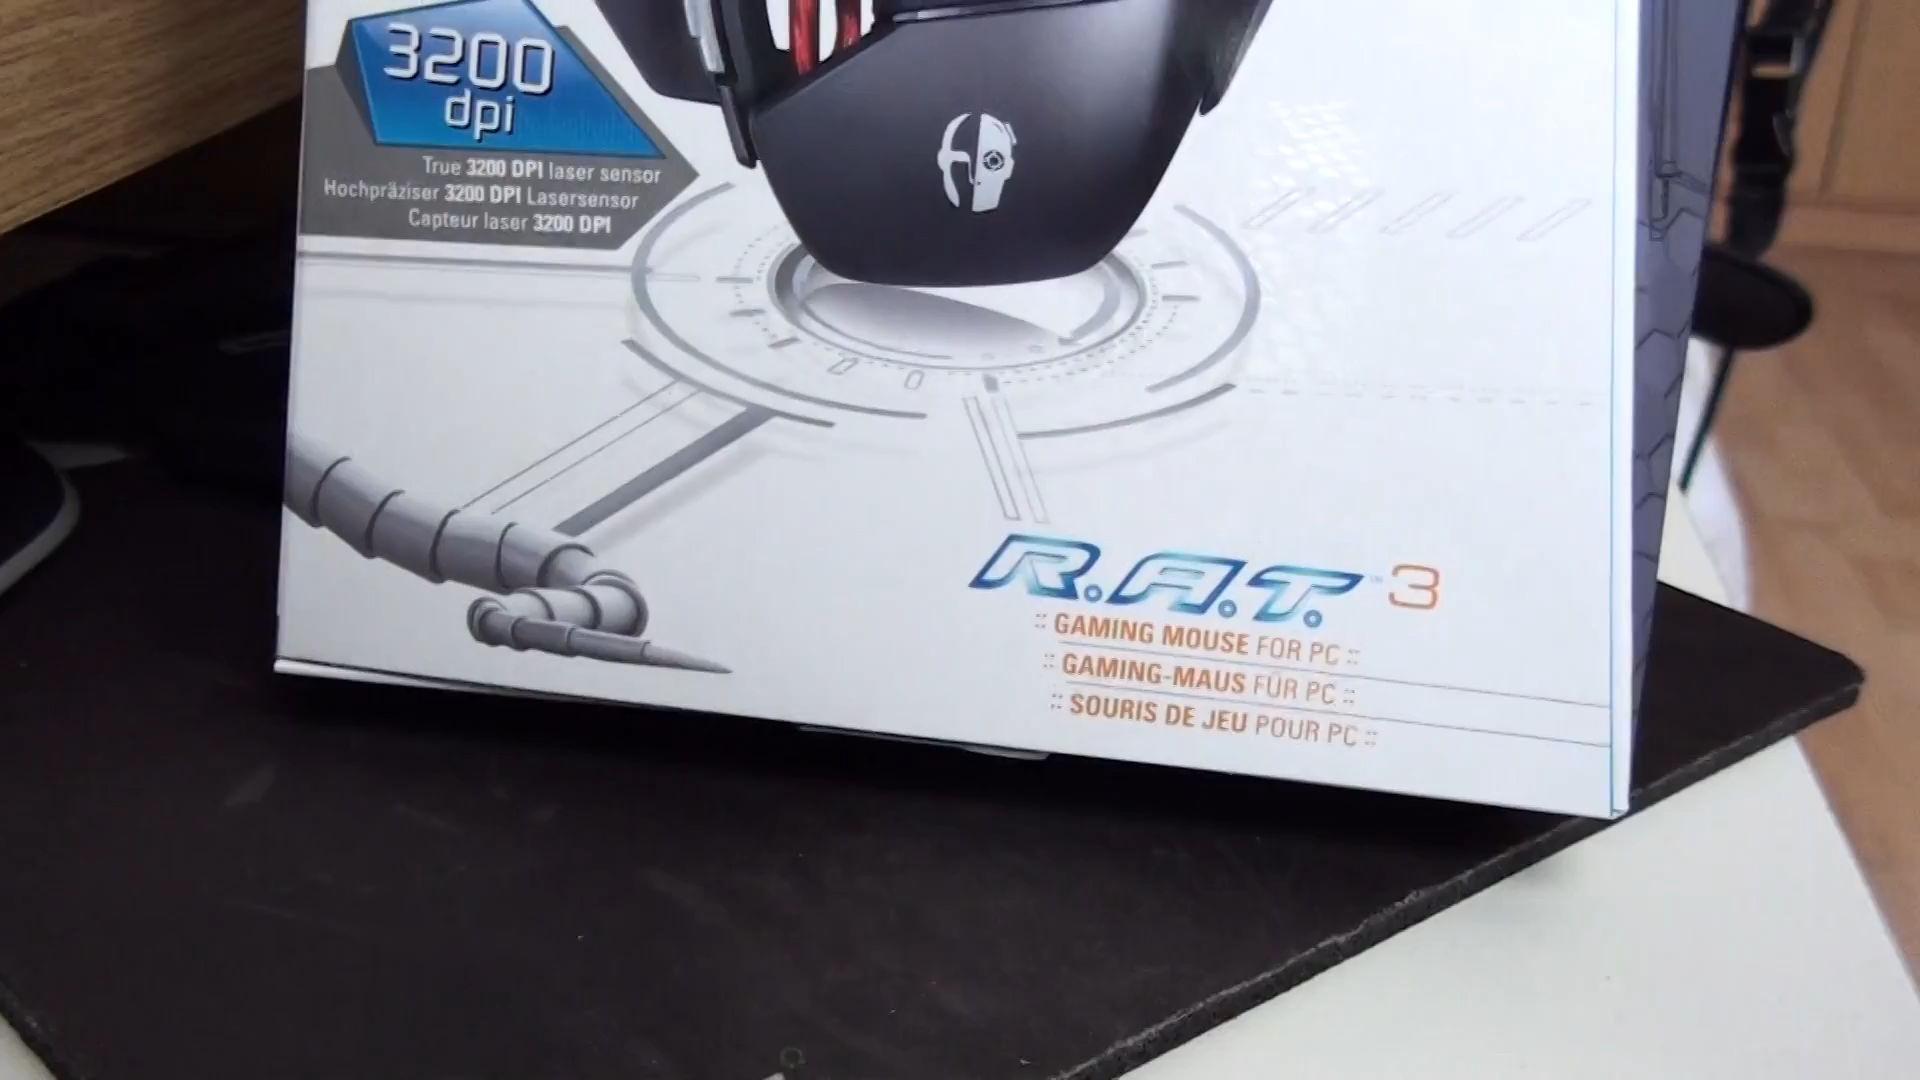 3200
dpi
True 3200 DPI laser sensor
Hochpräziser 3200 DPI Lasersensor
Capteur laser 3200 DPI
R.A.T.™ 3
:: GAMING MOUSE FOR PC ::
:: GAMING-MAUS FÜR PC ::
:: SOURIS DE JEU POUR PC ::